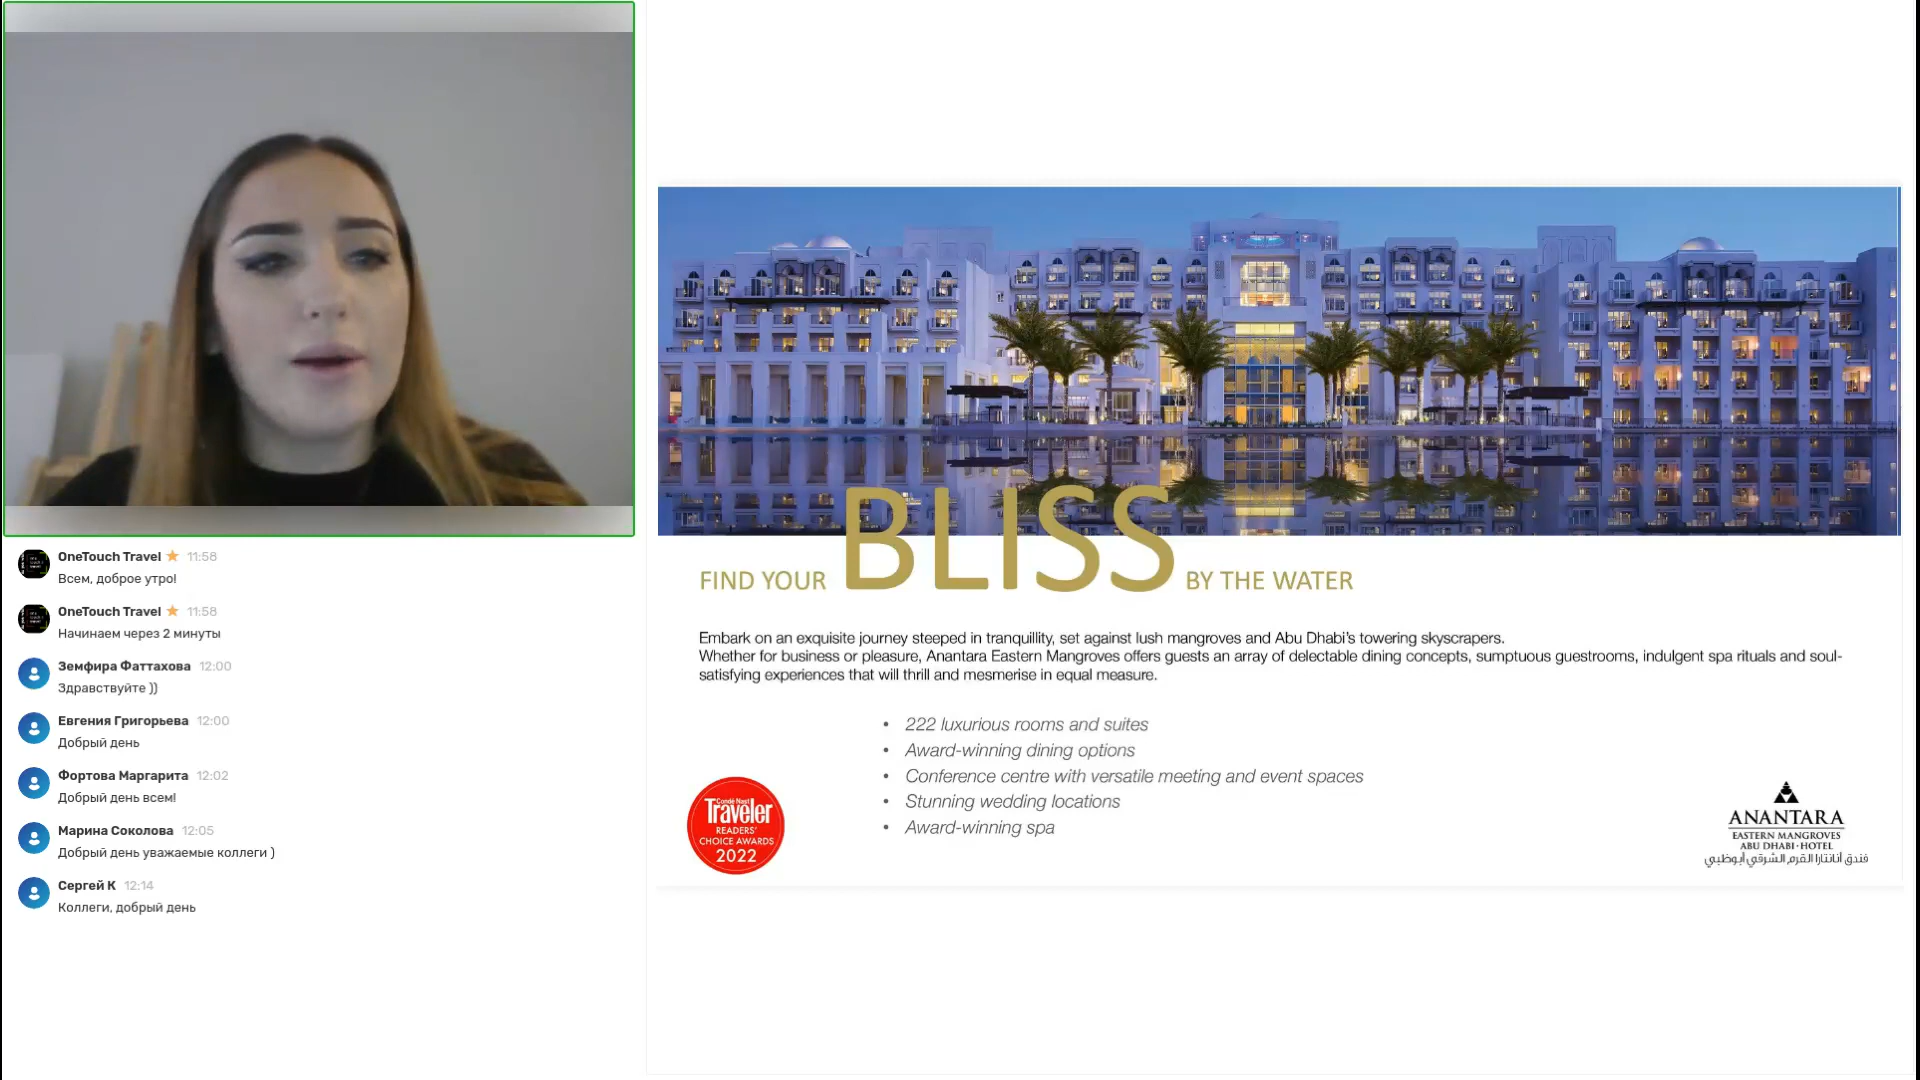 OneTouch Travel 11:58
Всем, доброе утро!
OneTouch Travel 11:58
Начинаем через 2 минуты
Земфира Фаттахова 12:00
Здравствуйте ))
Евгения Григорьева 12:00
Добрый день
Фортова Маргарита 12:02
Добрый день всем!
Марина Соколова 12:05
Добрый день уважаемые коллеги )
Сергей К 12:14
Коллеги, добрый день
FIND YOUR BLISS BY THE WATER
Embark on an exquisite journey steeped in tranquillity, set against lush mangroves and Abu Dhabi’s towering skyscrapers.
Whether for business or pleasure, Anantara Eastern Mangroves offers guests an array of delectable dining concepts, sumptuous guestrooms, indulgent spa rituals and soul-
satisfying experiences that will thrill and mesmerise in equal measure.
• 222 luxurious rooms and suites
• Award-winning dining options
• Conference centre with versatile meeting and event spaces
• Stunning wedding locations
• Award-winning spa
Condé Nast
Traveler
READERS’
CHOICE AWARDS
2022
ANANTARA
EASTERN MANGROVES
ABU DHABI·HOTEL
فندق أنانتارا القرم الشرقي أبوظبي